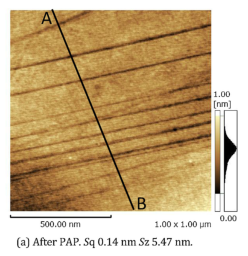 A
1.00
[nm]
B
0.00
500.00 nm
1.00 x 1.00 μm
(a) After PAP. Sq 0.14 nm Sz 5.47 nm.